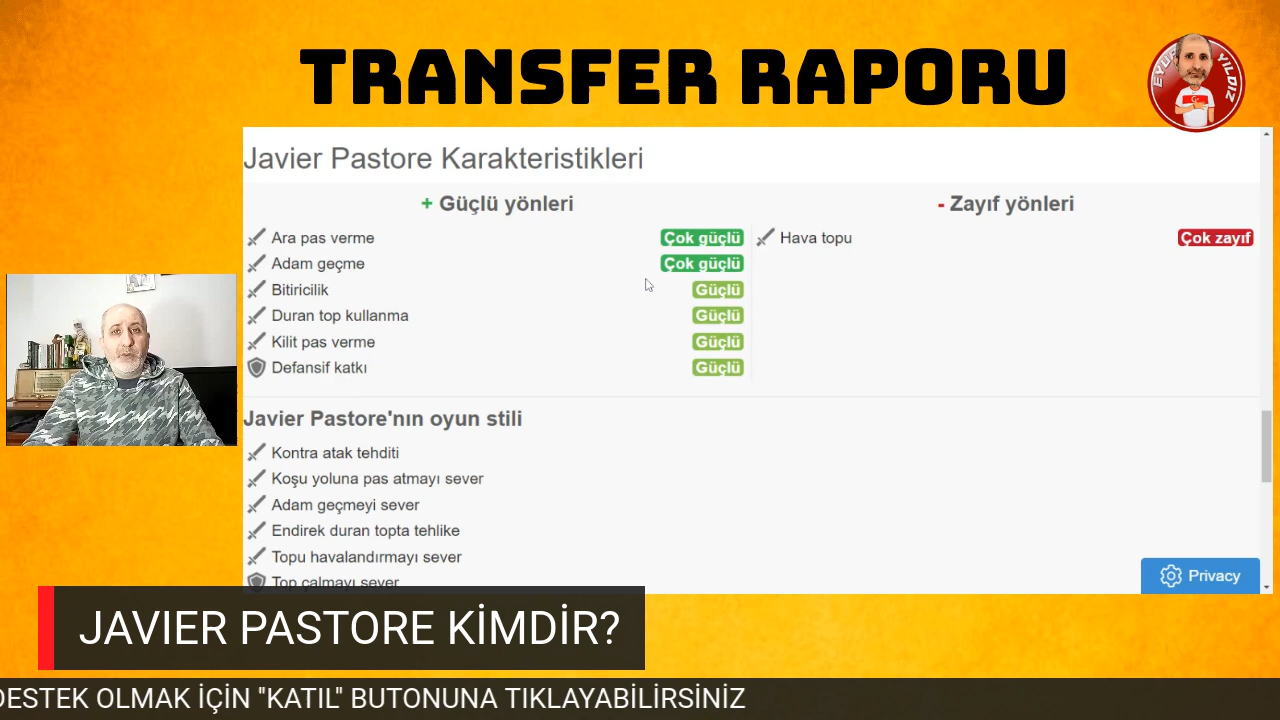 TRANSFER RAPORU
EYÜP YILDIZ
Javier Pastore Karakteristikleri
+ Güçlü yönleri
- Zayıf yönleri
Ara pas verme Çok güçlü
Hava topu Çok zayıf
Adam geçme Çok güçlü
Bitiricilik Güçlü
Duran top kullanma Güçlü
Kilit pas verme Güçlü
Defansif katkı Güçlü
Javier Pastore'nın oyun stili
Kontra atak tehditi
Koşu yoluna pas atmayı sever
Adam geçmeyi sever
Endirek duran topta tehlike
Topu havalandırmayı sever
Top çalmayı sever
Privacy
JAVIER PASTORE KİMDİR?
DESTEK OLMAK İÇİN "KATIL" BUTONUNA TIKLAYABİLİRSİNİZ